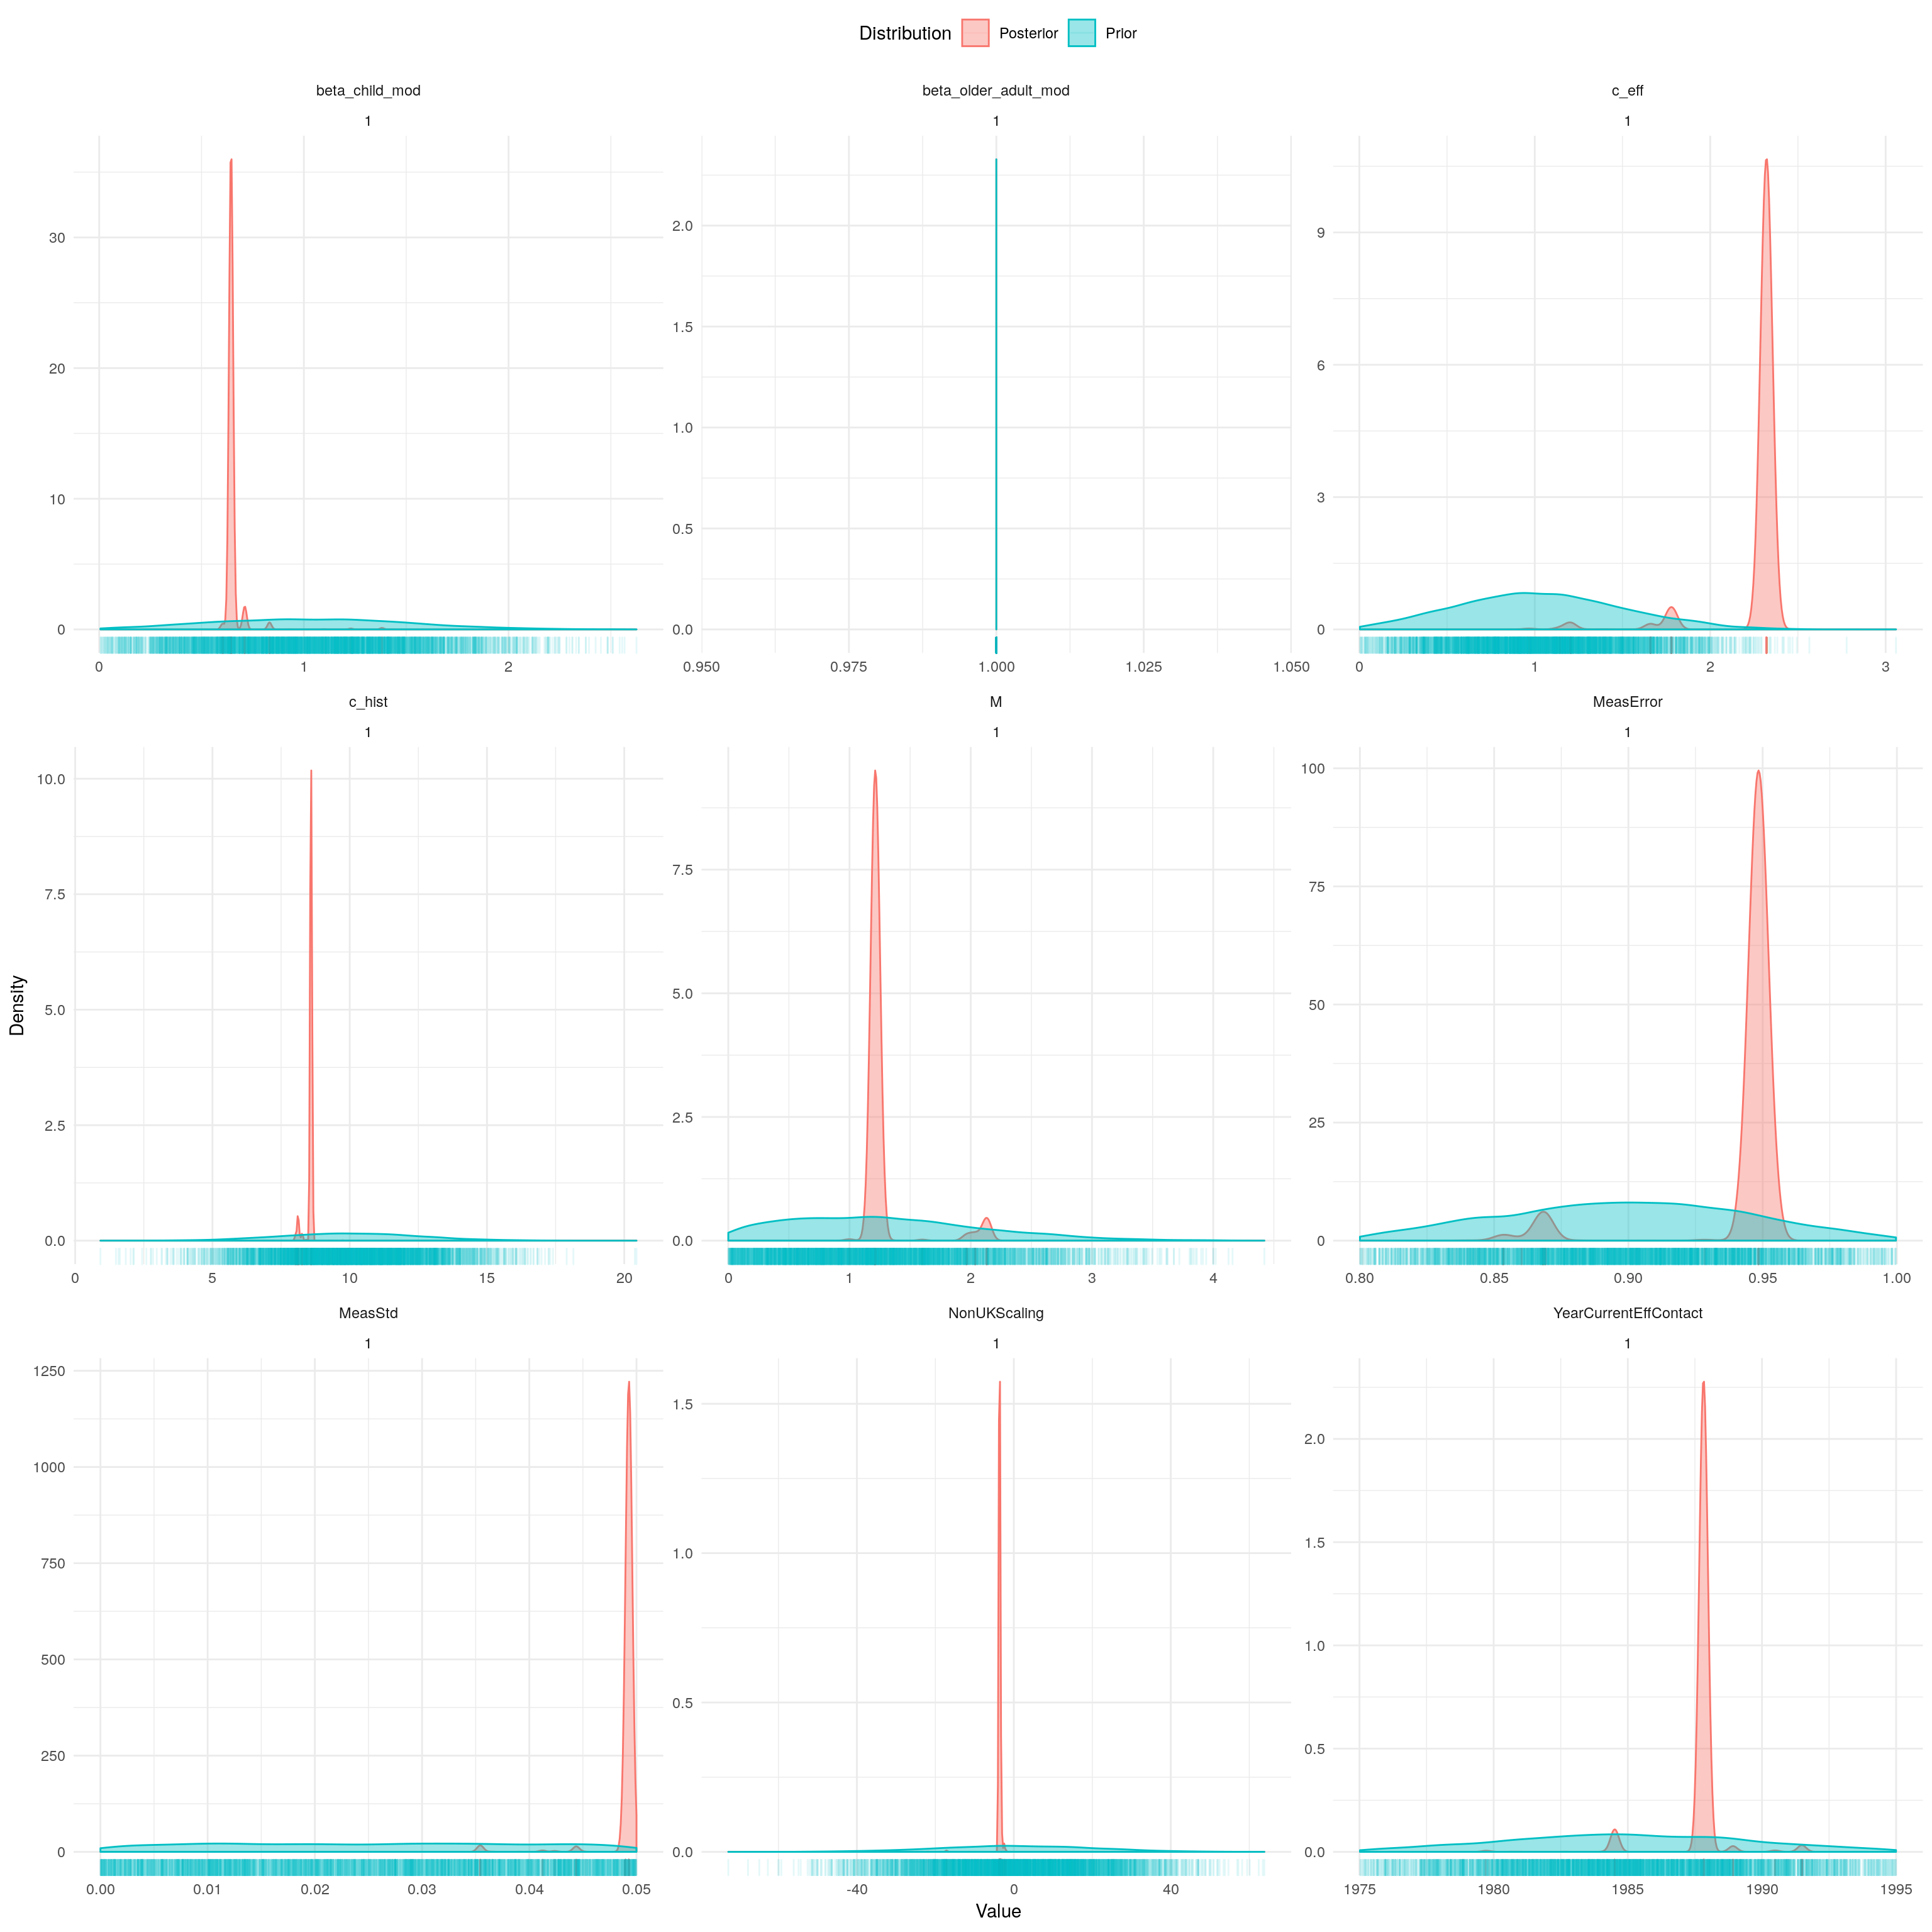 Distribution Posterior Prior
beta_child_mod beta_older_adult_mod c_eff
1 1 1
30
20
10
0
0 1 2
2.0
1.5
1.0
0.5
0.0
0.950 0.975 1.000 1.025 1.050
9
6
3
0
0 1 2 3
c_hist M MeasError
1 1 1
10.0
7.5
5.0
2.5
0.0
0 5 10 15 20
7.5
5.0
2.5
0.0
0 1 2 3 4
100
75
50
25
0
0.80 0.85 0.90 0.95 1.00
MeasStd NonUKScaling YearCurrentEffContact
1 1 1
1250
1000
750
500
250
0
0.00 0.01 0.02 0.03 0.04 0.05
1.5
1.0
0.5
0.0
-40 0 40
2.0
1.5
1.0
0.5
0.0
1975 1980 1985 1990 1995
Density
Value